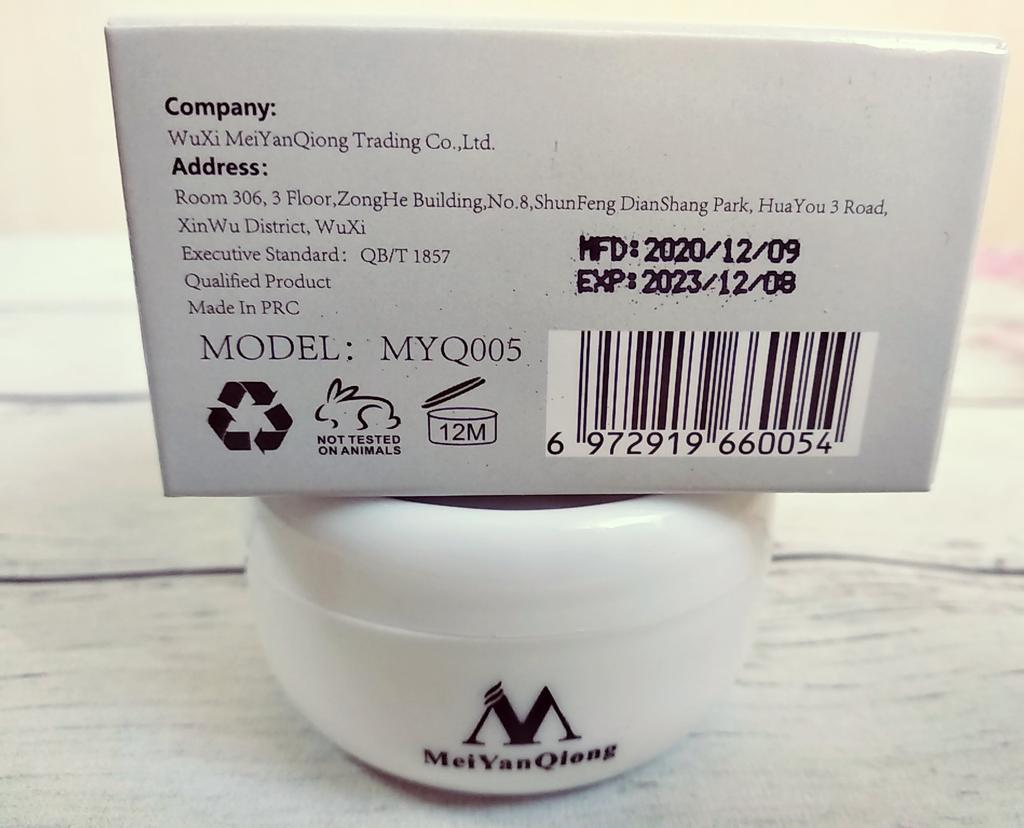 Company:
WuXi MeiYanQiong Trading Co.,Ltd.
Address:
Room 306, 3 Floor,ZongHe Building,No.8,ShunFeng DianShang Park, HuaYou 3 Road,
XinWu District, WuXi
Executive Standard: QB/T 1857
Qualified Product
Made In PRC
MFD:2020/12/09
EXP:2023/12/08
MODEL: MYQ005
NOT TESTED
ON ANIMALS
12M
6 972919 660054
MeiYanQiong